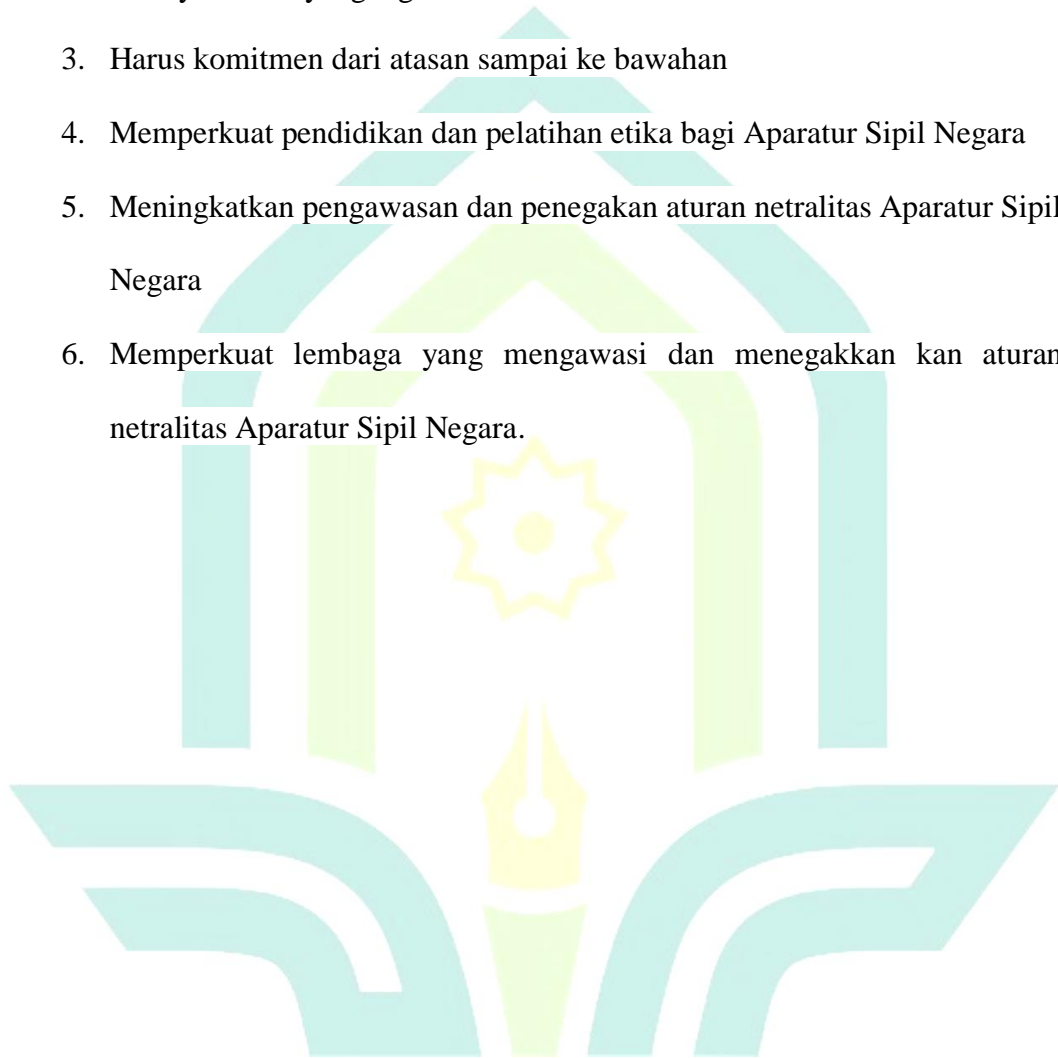 3. Harus komitmen dari atasan sampai ke bawahan
4. Memperkuat pendidikan dan pelatihan etika bagi Aparatur Sipil Negara
5. Meningkatkan pengawasan dan penegakan aturan netralitas Aparatur Sipil
Negara
6. Memperkuat lembaga yang mengawasi dan menegakkan kan aturan
netralitas Aparatur Sipil Negara.